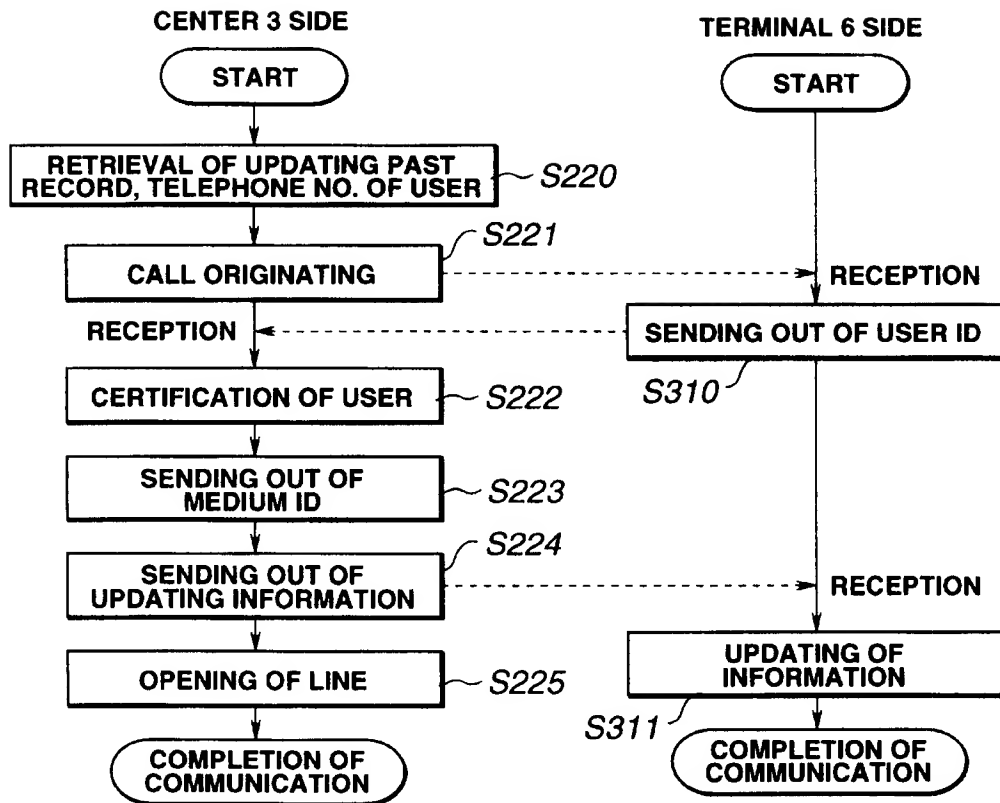 CENTER 3 SIDE
START
RETRIEVAL OF UPDATING PAST
RECORD, TELEPHONE NO. OF USER
S220
CALL ORIGINATING
S221
RECEPTION
CERTIFICATION OF USER
S222
SENDING OUT OF
MEDIUM ID
S223
SENDING OUT OF
UPDATING INFORMATION
S224
OPENING OF LINE
S225
COMPLETION OF
COMMUNICATION
TERMINAL 6 SIDE
START
RECEPTION
SENDING OUT OF USER ID
S310
RECEPTION
UPDATING OF
INFORMATION
S311
COMPLETION OF
COMMUNICATION